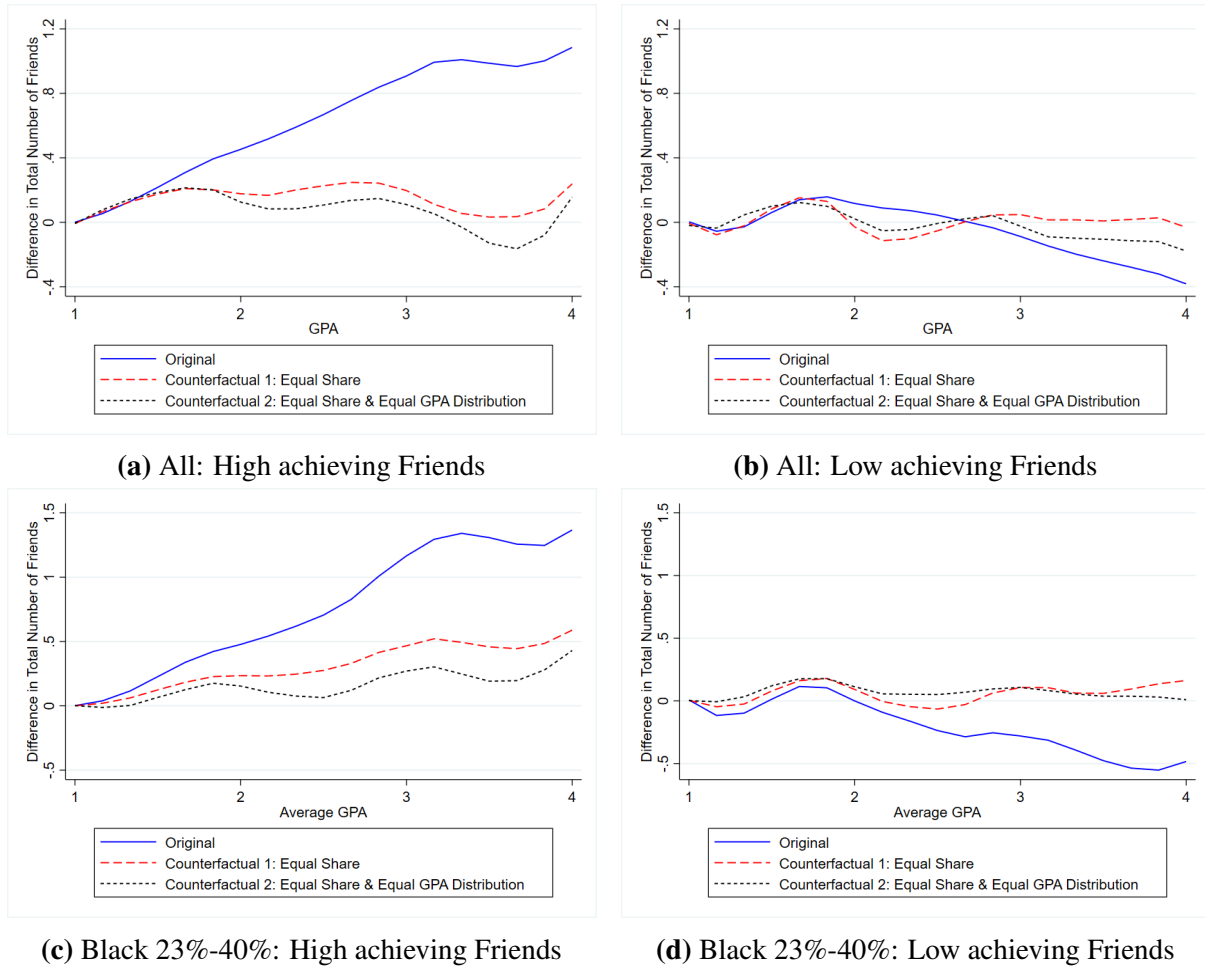 Difference in Total Number of Friends
1.2
.8
.4
0
-.4
1 2 3 4
GPA
Original
Counterfactual 1: Equal Share
Counterfactual 2: Equal Share & Equal GPA Distribution
(a) All: High achieving Friends
Difference in Total Number of Friends
1.2
.8
.4
0
-.4
1 2 3 4
GPA
Original
Counterfactual 1: Equal Share
Counterfactual 2: Equal Share & Equal GPA Distribution
(b) All: Low achieving Friends
Difference in Total Number of Friends
1.5
1
.5
0
-.5
1 2 3 4
Average GPA
Original
Counterfactual 1: Equal Share
Counterfactual 2: Equal Share & Equal GPA Distribution
(c) Black 23%-40%: High achieving Friends
Difference in Total Number of Friends
1.5
1
.5
0
-.5
1 2 3 4
Average GPA
Original
Counterfactual 1: Equal Share
Counterfactual 2: Equal Share & Equal GPA Distribution
(d) Black 23%-40%: Low achieving Friends